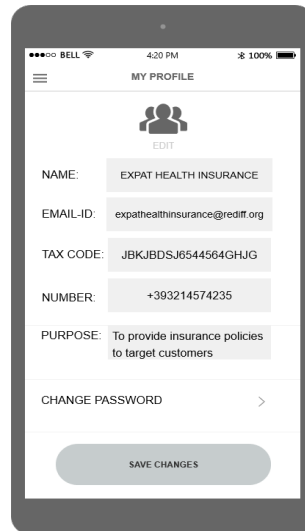 BELL 4:20 PM 100%
MY PROFILE
EDIT
NAME: EXPAT HEALTH INSURANCE
EMAIL-ID: expathealthinsurance@rediff.org
TAX CODE: JBKJBDSJ6544564GHJG
NUMBER: +393214574235
PURPOSE: To provide insurance policies
to target customers
CHANGE PASSWORD
SAVE CHANGES